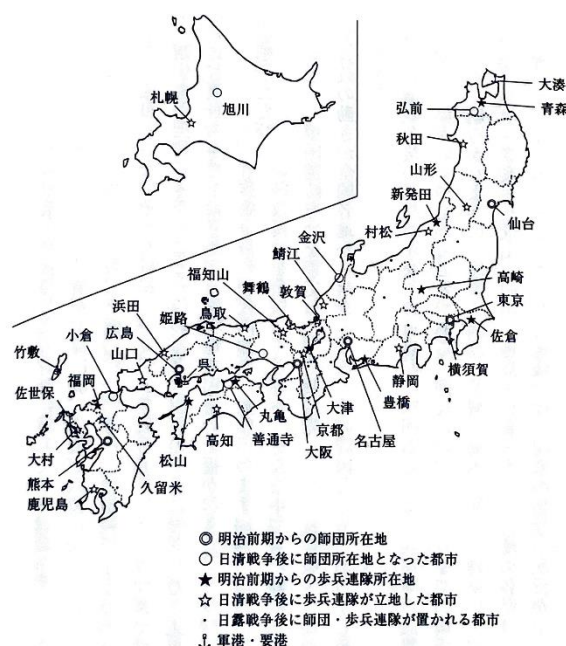 札幌
旭川
大湊
弘前
青森
秋田
山形
新発田
仙台
村松
金沢
鯖江
福知山
舞鶴
敦賀
高崎
浜田
姫路
鳥取
東京
小倉
広島
竹敷
山口
呉
佐倉
福岡
横須賀
佐世保
静岡
大津
豊橋
丸亀
京都
名古屋
大村
高知
善通寺
大阪
熊本
松山
久留米
鹿児島
◎ 明治前期からの師団所在地
○ 日清戦争後に師団所在地となった都市
★ 明治前期からの歩兵連隊所在地
☆ 日清戦争後に歩兵連隊が立地した都市
・ 日露戦争後に師団・歩兵連隊が置かれる都市
軍港・要港